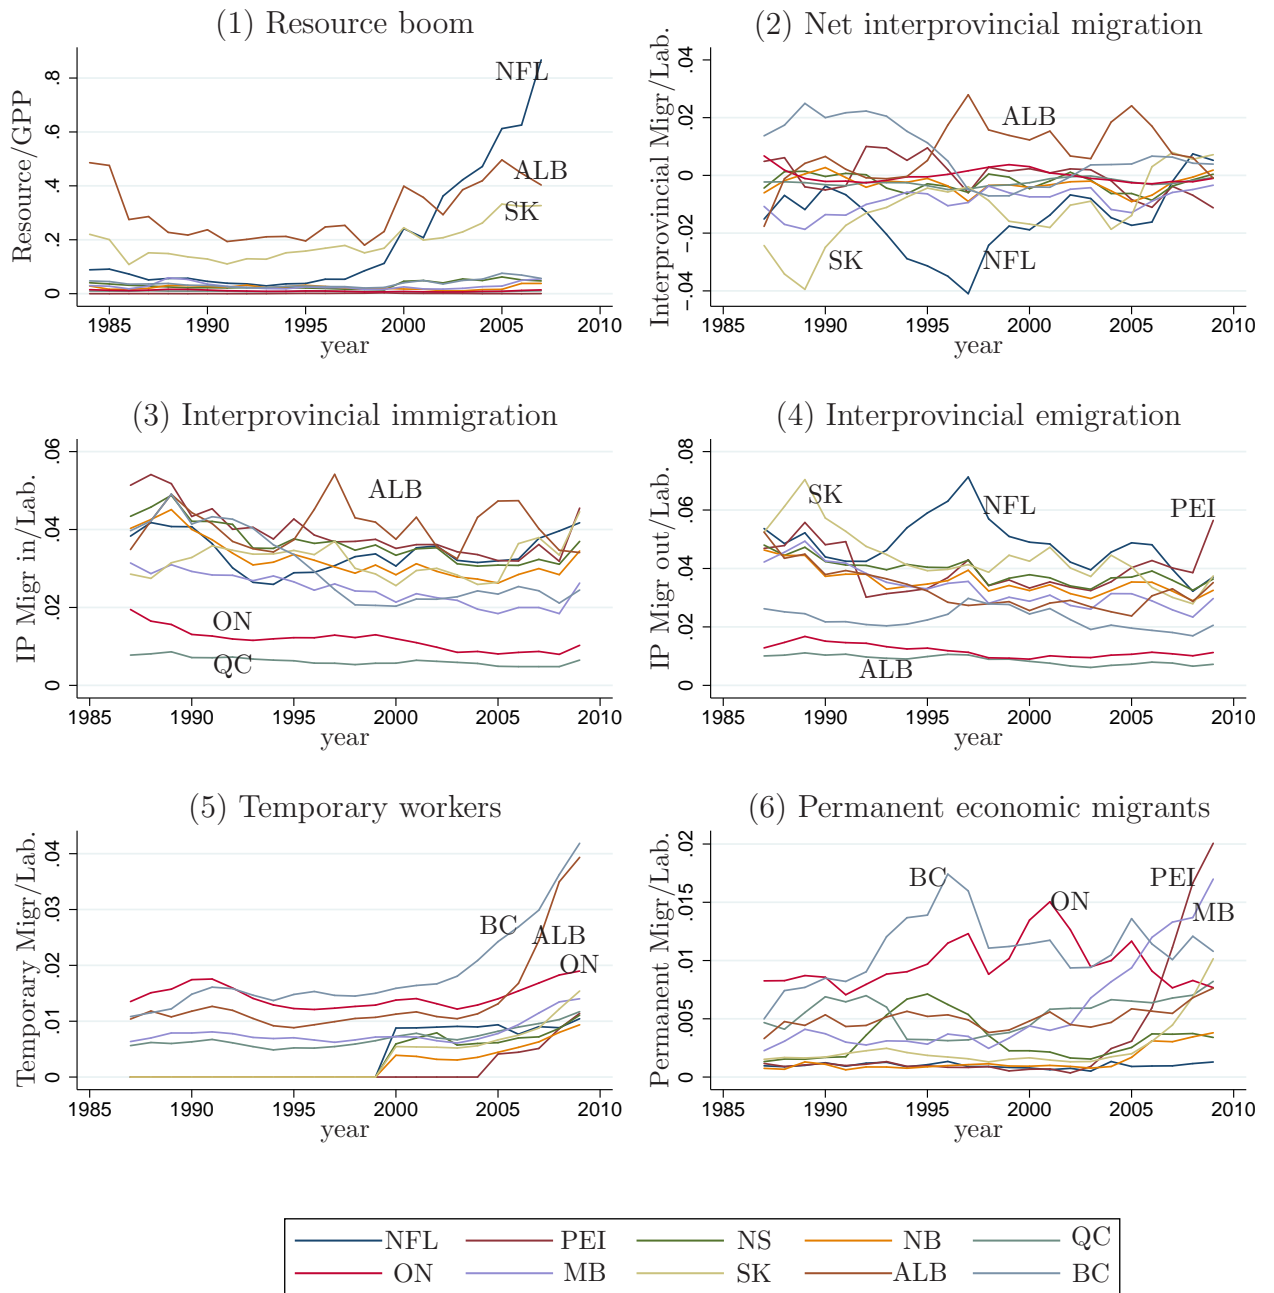 (1) Resource boom
Resource/GPP
.8
.6
.4
.2
0
NFL
ALB
SK
1985 1990 1995 2000 2005 2010
year
(2) Net interprovincial migration
Interprovincial Migr/Lab.
.04
.02
0
−.02
−.04
ALB
SK
NFL
1985 1990 1995 2000 2005 2010
year
(3) Interprovincial immigration
IP Migr in/Lab.
.06
.04
.02
0
ALB
ON
QC
1985 1990 1995 2000 2005 2010
year
(4) Interprovincial emigration
IP Migr out/Lab.
.08
.06
.04
.02
0
SK
NFL
PEI
ALB
1985 1990 1995 2000 2005 2010
year
(5) Temporary workers
Temporary Migr/Lab.
.04
.03
.02
.01
0
BC
ALB
ON
1985 1990 1995 2000 2005 2010
year
(6) Permanent economic migrants
Permanent Migr/Lab.
.02
.015
.01
.005
0
BC
ON
PEI
MB
1985 1990 1995 2000 2005 2010
year
NFL PEI NS NB QC
ON MB SK ALB BC